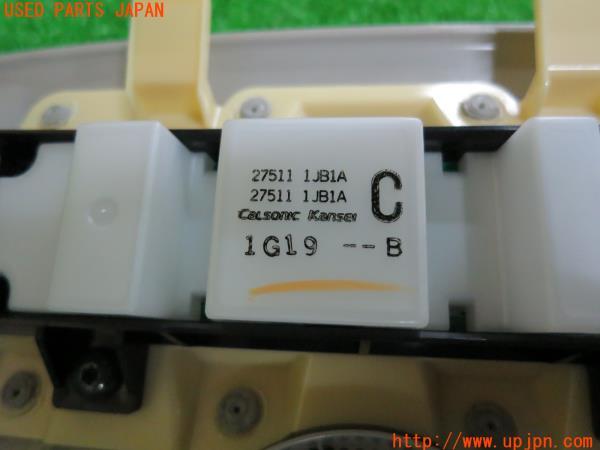 USED PARTS JAPAN
27511 1JB1A
27511 1JB1A
C
Calsonic Kansei
1G19 --B
http://www.upjpn.com/